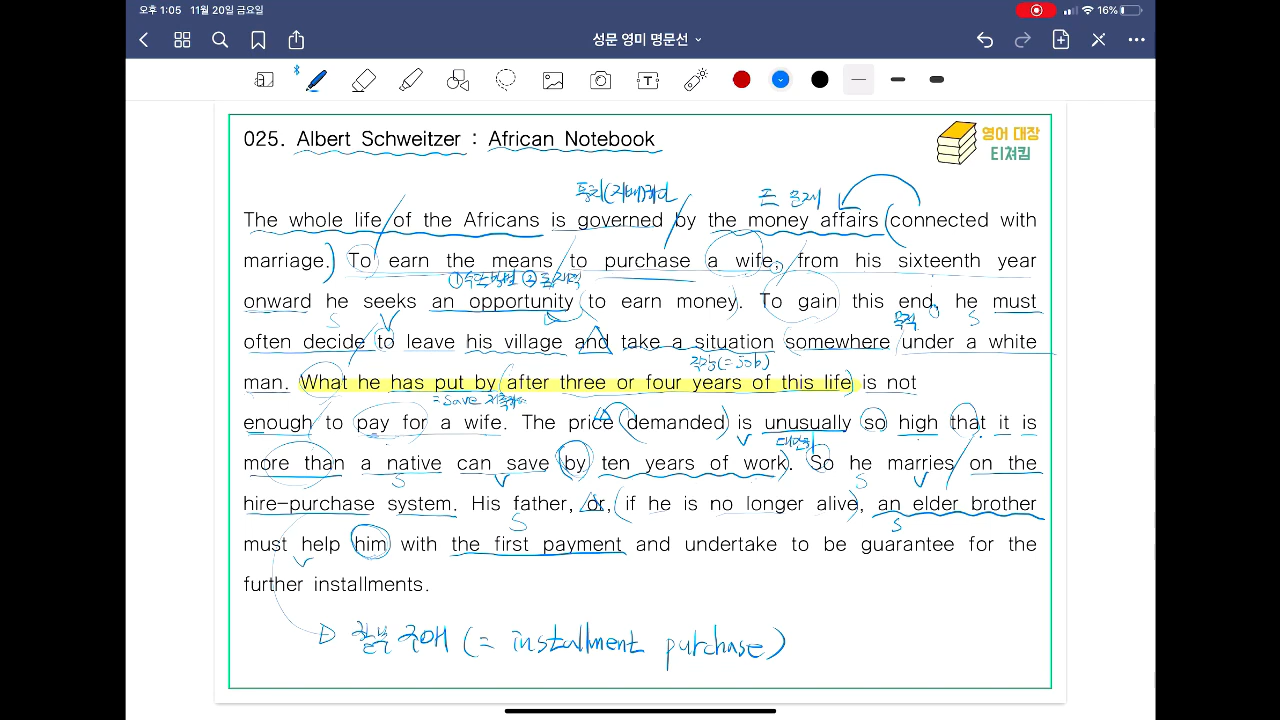 오후 1:05 11월 20일 금요일
16%
성문 영미 명문선
025. Albert Schweitzer : African Notebook
영어 대장
티쳐킴
통치(지배)하다
돈 문제
The whole life of the Africans is governed by the money affairs (connected with
marriage.) To earn the means to purchase a wife, from his sixteenth year
①수단, 방법 ②
onward he seeks an opportunity (to earn money). To gain this end, he must
S V 목적 S
often decide to leave his village and take a situation somewhere under a white
직장(=job)
man. What he has put by (after three or four years of this life) is not
= save 저축하다
enough to pay for a wife. The price (demanded) is unusually so high that it is
V 대단히
more than a native can save by ten years of work). So he marries on the
S V S V
hire-purchase system. His father, or, (if he is no longer alive), an elder brother
S S
must help him with the first payment and undertake to be guarantee for the
V
further installments.
할부 구매 (= installment purchase)